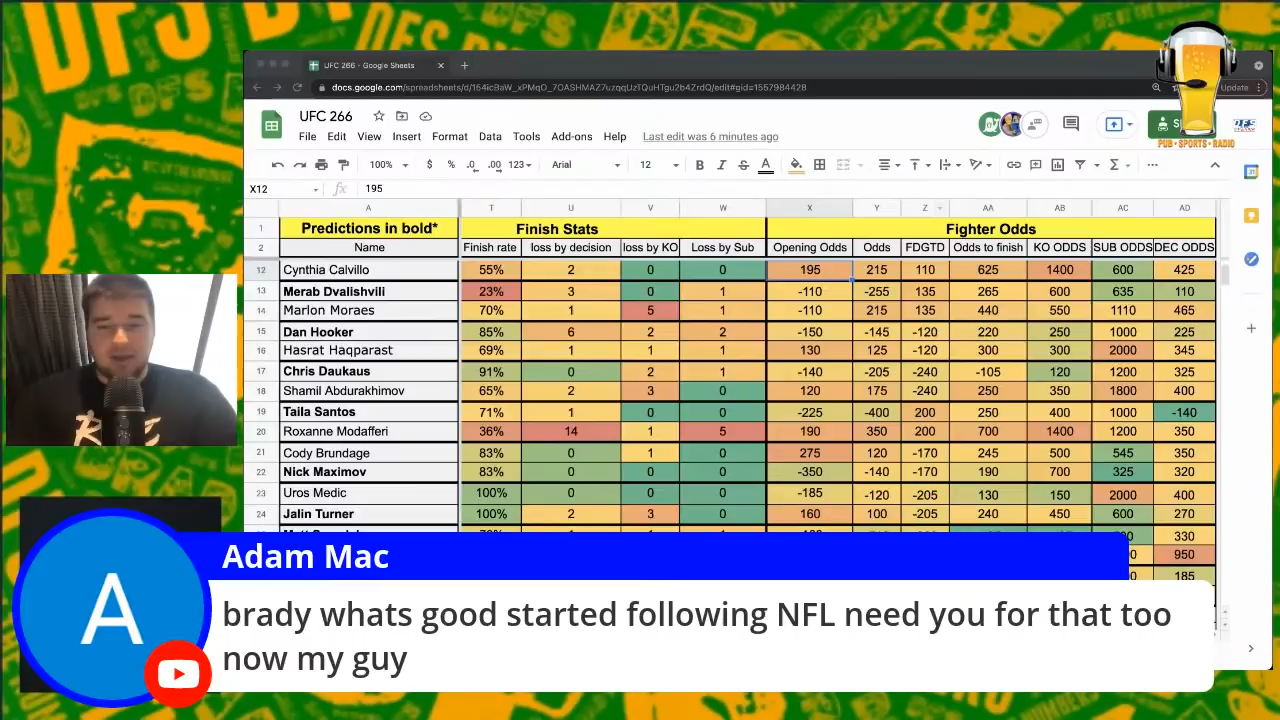 UFC 266 - Google Sheets
Update
UFC 266
File Edit View Insert Format Data Tools Add-ons Help Last edit was 6 minutes ago
100% $ % .0 .00 123 Arial 12 B I S A
X12 fx 195
PUB·SPORTS·RADIO
A T U V W X Y Z AA AB AC AD
1 Predictions in bold* Finish Stats Fighter Odds
2 Name Finish rate loss by decision loss by KO Loss by Sub Opening Odds Odds FDGTD Odds to finish KO ODDS SUB ODDS DEC ODDS
12 Cynthia Calvillo 55% 2 0 0 195 215 110 625 1400 600 425
13 Merab Dvalishvili 23% 3 0 1 -110 -255 135 265 600 635 110
14 Marlon Moraes 70% 1 5 1 -110 215 135 440 550 1110 465
15 Dan Hooker 85% 6 2 2 -150 -145 -120 220 250 1000 225
16 Hasrat Haqparast 69% 1 1 1 130 125 -120 300 300 2000 345
17 Chris Daukaus 91% 0 2 1 -140 -205 -240 -105 120 1200 325
18 Shamil Abdurakhimov 65% 2 3 0 120 175 -240 250 350 1800 400
19 Taila Santos 71% 1 0 0 -225 -400 200 250 400 1000 -140
20 Roxanne Modafferi 36% 14 1 5 190 350 200 700 1400 1200 350
21 Cody Brundage 83% 0 1 0 275 120 -170 245 500 545 350
22 Nick Maximov 83% 0 0 0 -350 -140 -170 190 700 325 320
23 Uros Medic 100% 0 0 0 -185 -120 -205 130 150 2000 400
24 Jalin Turner 100% 2 3 0 160 100 -205 240 450 600 270
330
950
185
Adam Mac
A
brady whats good started following NFL need you for that too
now my guy